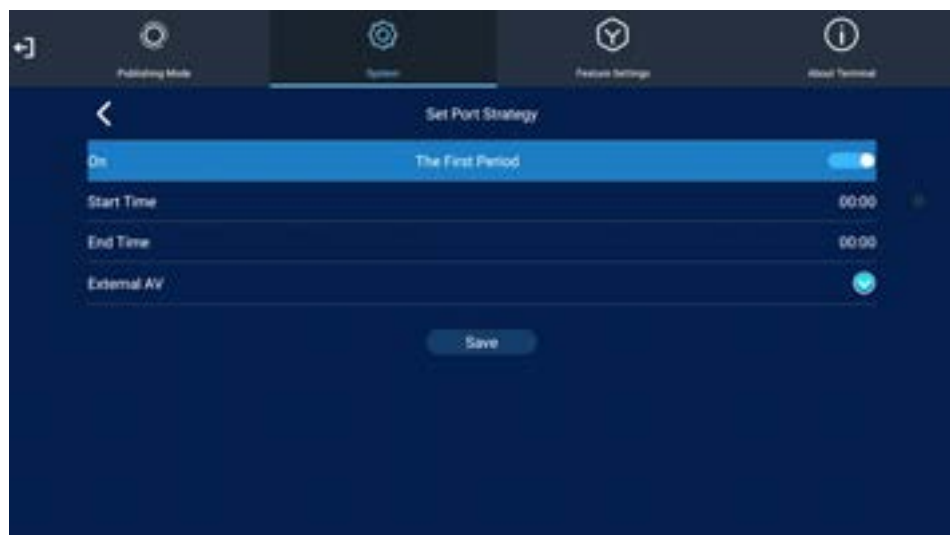 Publishing Mode
System
Feature Settings
About Terminal
Set Port Strategy
On The First Period
Start Time 00:00
End Time 00:00
External AV
Save